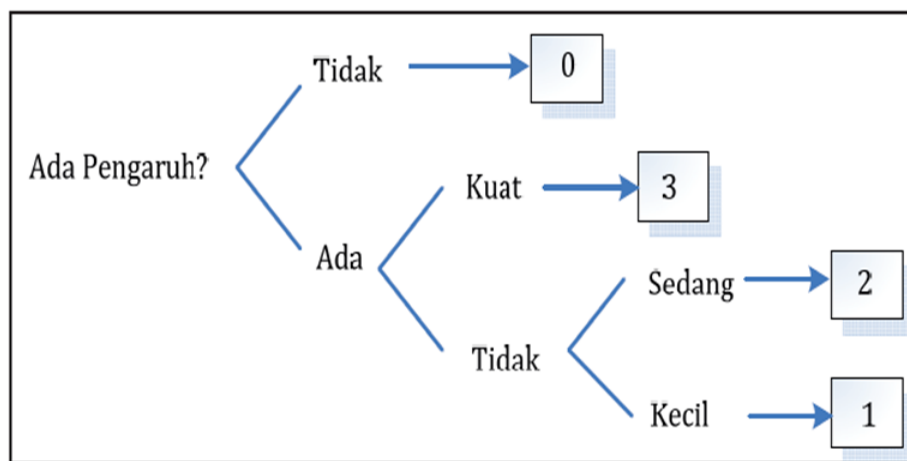 Tidak
0
Ada Pengaruh?
Kuat
3
Ada
Sedang
2
Tidak
Kecil
1